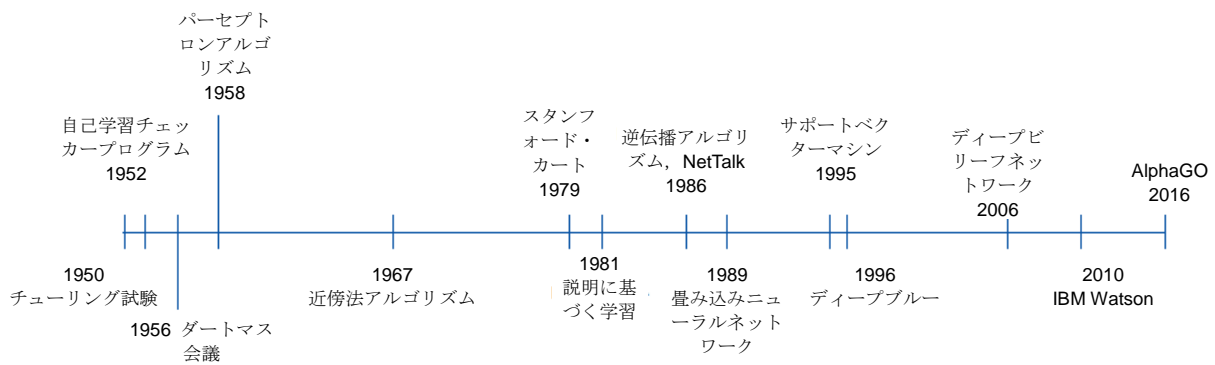 パーセプト
ロンアルゴ
リズム
1958
自己学習チェッ
カープログラム
1952
スタンフ
ォード・
カート
1979
逆伝播アルゴリ
ズム，NetTalk
1986
サポートベク
ターマシン
1995
ディープビ
リーフネッ
トワーク
2006
AlphaGO
2016
1950
チューリング試験
1956 ダートマス
会議
1967
近傍法アルゴリズム
1981
説明に基
づく学習
1989
畳み込みニュ
ーラルネット
ワーク
1996
ディープブルー
2010
IBM Watson